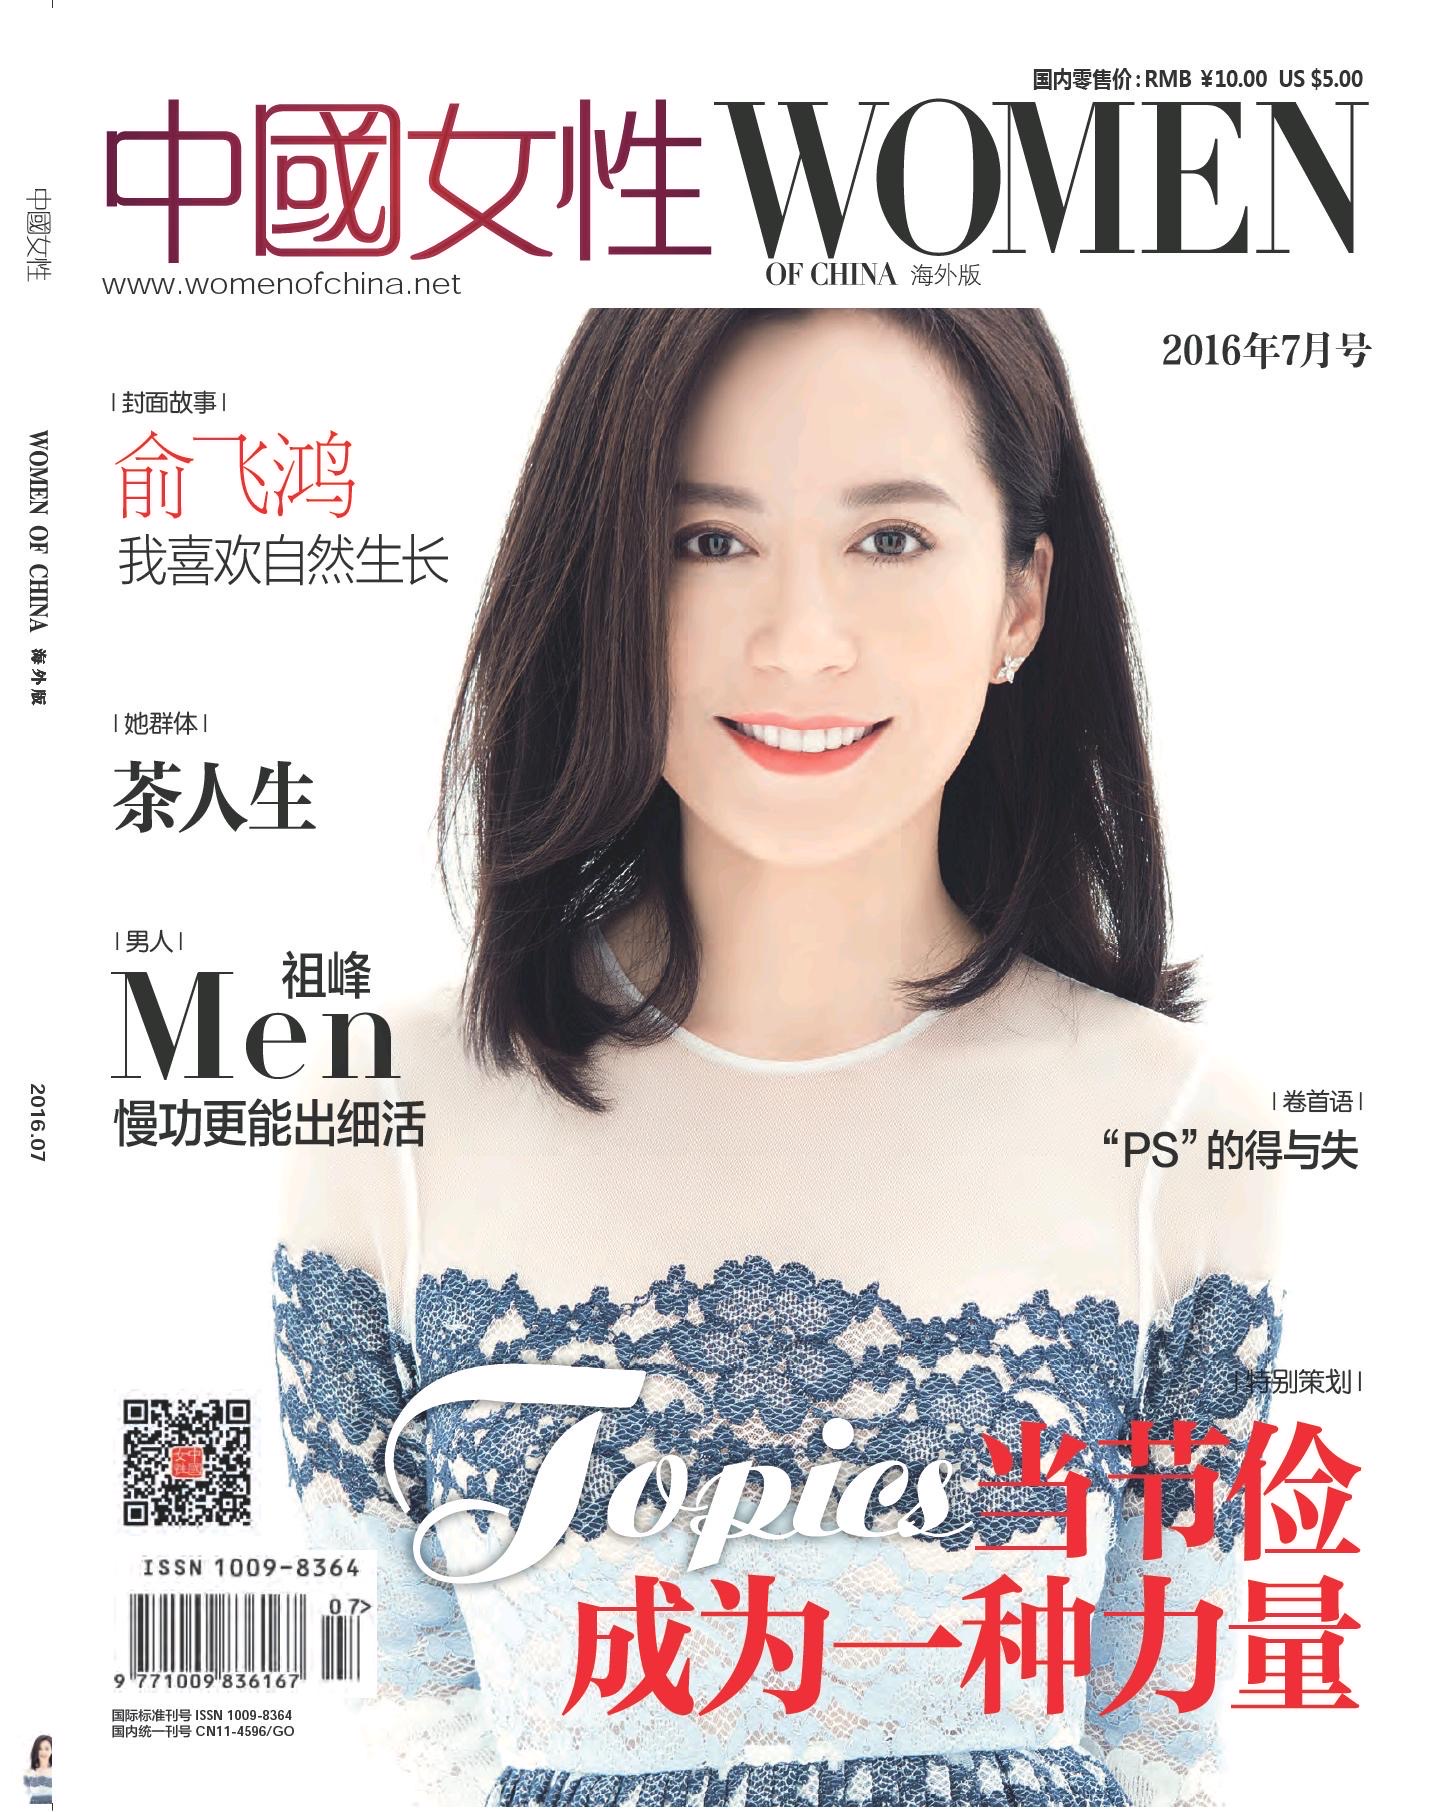 国内零售价:RMB ¥10.00 US $5.00
中國女性 WOMEN
OF CHINA 海外版
www.womenofchina.net
2016年7月号
中國女性
WOMEN OF CHINA 海外版
2016.07
| 封面故事 |
俞飞鸿
我喜欢自然生长
| 她群体 |
茶人生
| 男人 |
祖峰
Men
慢功更能出细活
| 卷首语 |
“PS”的得与失
| 特别策划 |
Topics 当节俭
成为一种力量
中國
女性
ISSN 1009-8364
07>
9 771009 836167
国际标准刊号 ISSN 1009-8364
国内统一刊号 CN11-4596/GO